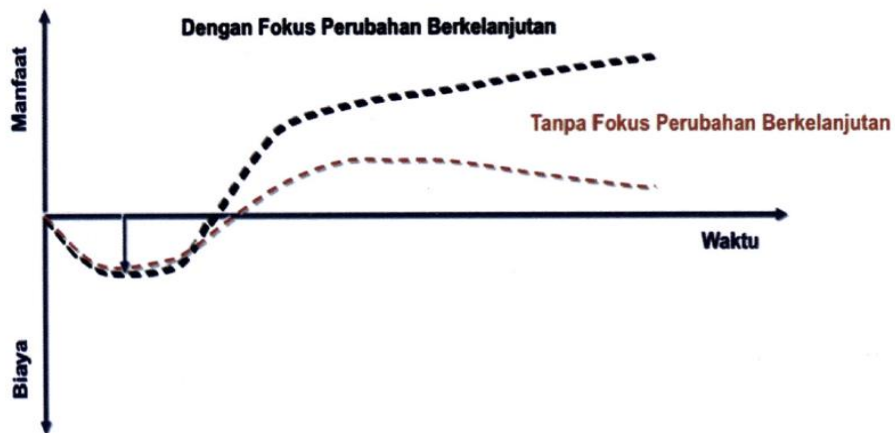 Dengan Fokus Perubahan Berkelanjutan
Manfaat
Tanpa Fokus Perubahan Berkelanjutan
Waktu
Biaya